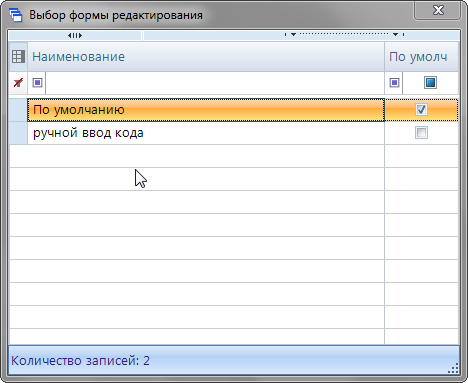 Выбор формы редактирования
Наименование По умолч
По умолчанию
ручной ввод кода
Количество записей: 2